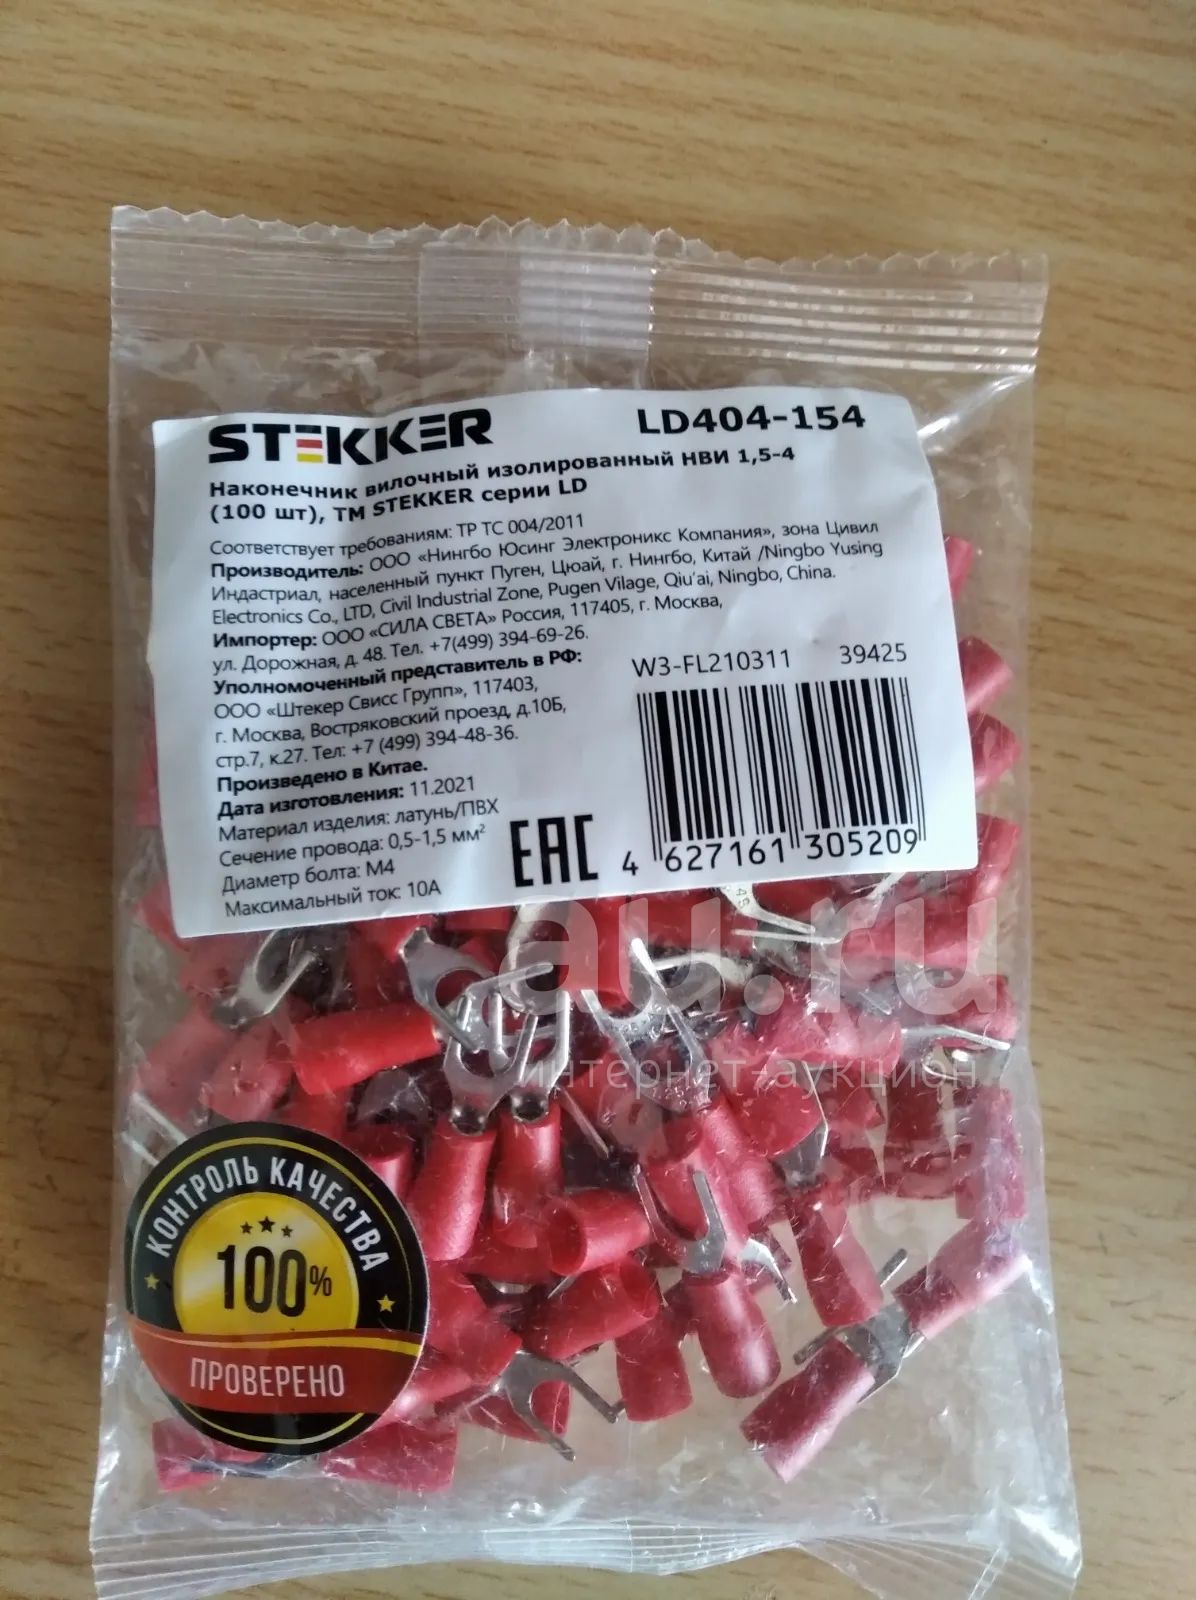 STEKKER
LD404-154
Наконечник вилочный изолированный НВИ 1,5-4
(100 шт), ТМ STEKKER серии LD
Соответствует требованиям: ТР ТС 004/2011
Производитель: ООО «Нингбо Юсинг Электроникс Компания», зона Цивил
Индастриал, населенный пункт Пуген, Цюай, г. Нингбо, Китай /Ningbo Yusing
Electronics Co., LTD, Civil Industrial Zone, Pugen Vilage, Qiu'ai, Ningbo, China.
Импортер: ООО «СИЛА СВЕТА» Россия, 117405, г. Москва,
ул. Дорожная, д. 48. Тел. +7(499) 394-69-26.
Уполномоченный представитель в РФ:
ООО «Штекер Свисс Групп», 117403,
г. Москва, Востряковский проезд, д.10Б,
стр.7, к.27. Тел: +7 (499) 394-48-36.
Произведено в Китае.
Дата изготовления: 11.2021
Материал изделия: латунь/ПВХ
Сечение провода: 0,5-1,5 мм²
Диаметр болта: М4
Максимальный ток: 10А
W3-FL210311 39425
EAC
4 627161 305209
au.ru
интернет-аукцион
КОНТРОЛЬ КАЧЕСТВА
100%
ПРОВЕРЕНО